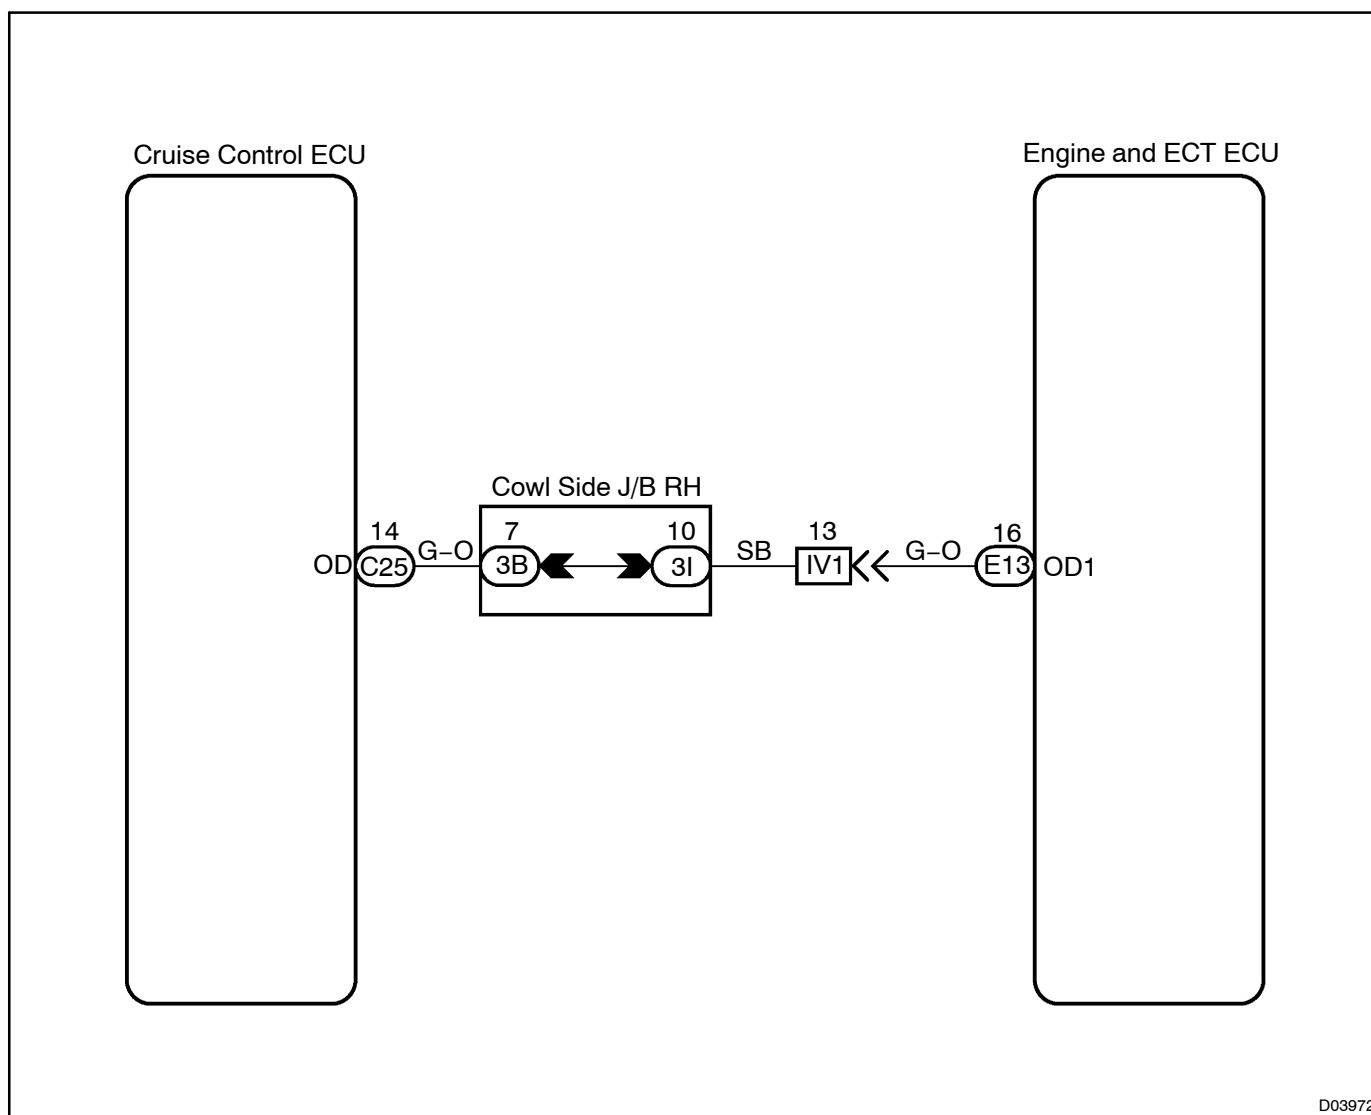 Cruise Control ECU
Engine and ECT ECU
Cowl Side J/B RH
14
7
10
13
16
OD C25 G−O 3B 3I SB IV1 G−O E13 OD1
D03972